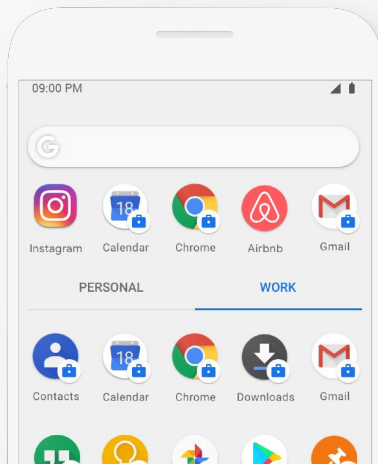 09:00 PM
G
18
Instagram Calendar Chrome Airbnb Gmail
PERSONAL WORK
18
Contacts Calendar Chrome Downloads Gmail